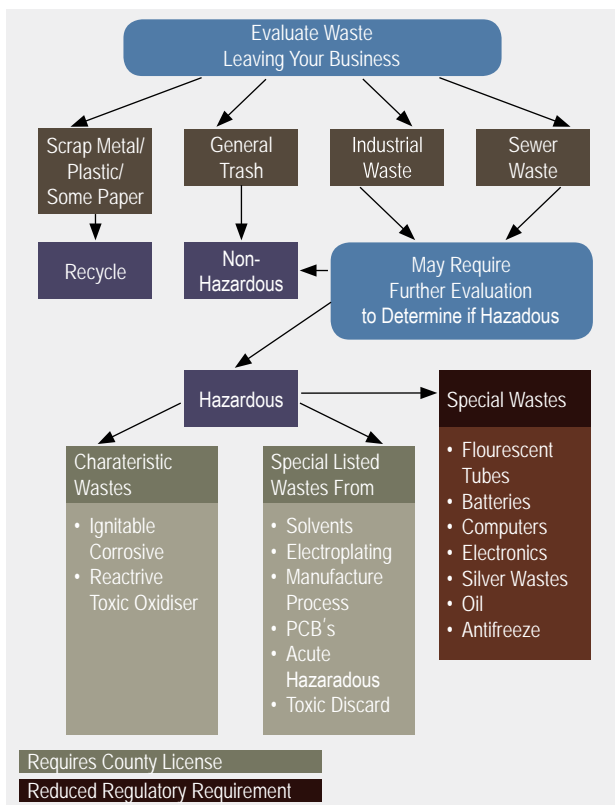 Evaluate Waste
Leaving Your Business
Scrap Metal/
Plastic/
Some Paper
General
Trash
Industrial
Waste
Sewer
Waste
Recycle
Non-
Hazardous
May Require
Further Evaluation
to Determine if Hazadous
Hazardous
Special Wastes
• Flourescent
Tubes
• Batteries
• Computers
• Electronics
• Silver Wastes
• Oil
• Antifreeze
Charateristic
Wastes
• Ignitable
Corrosive
• Reactrive
Toxic Oxidiser
Special Listed
Wastes From
• Solvents
• Electroplating
• Manufacture
Process
• PCB's
• Acute
Hazaradous
• Toxic Discard
Requires County License
Reduced Regulatory Requirement